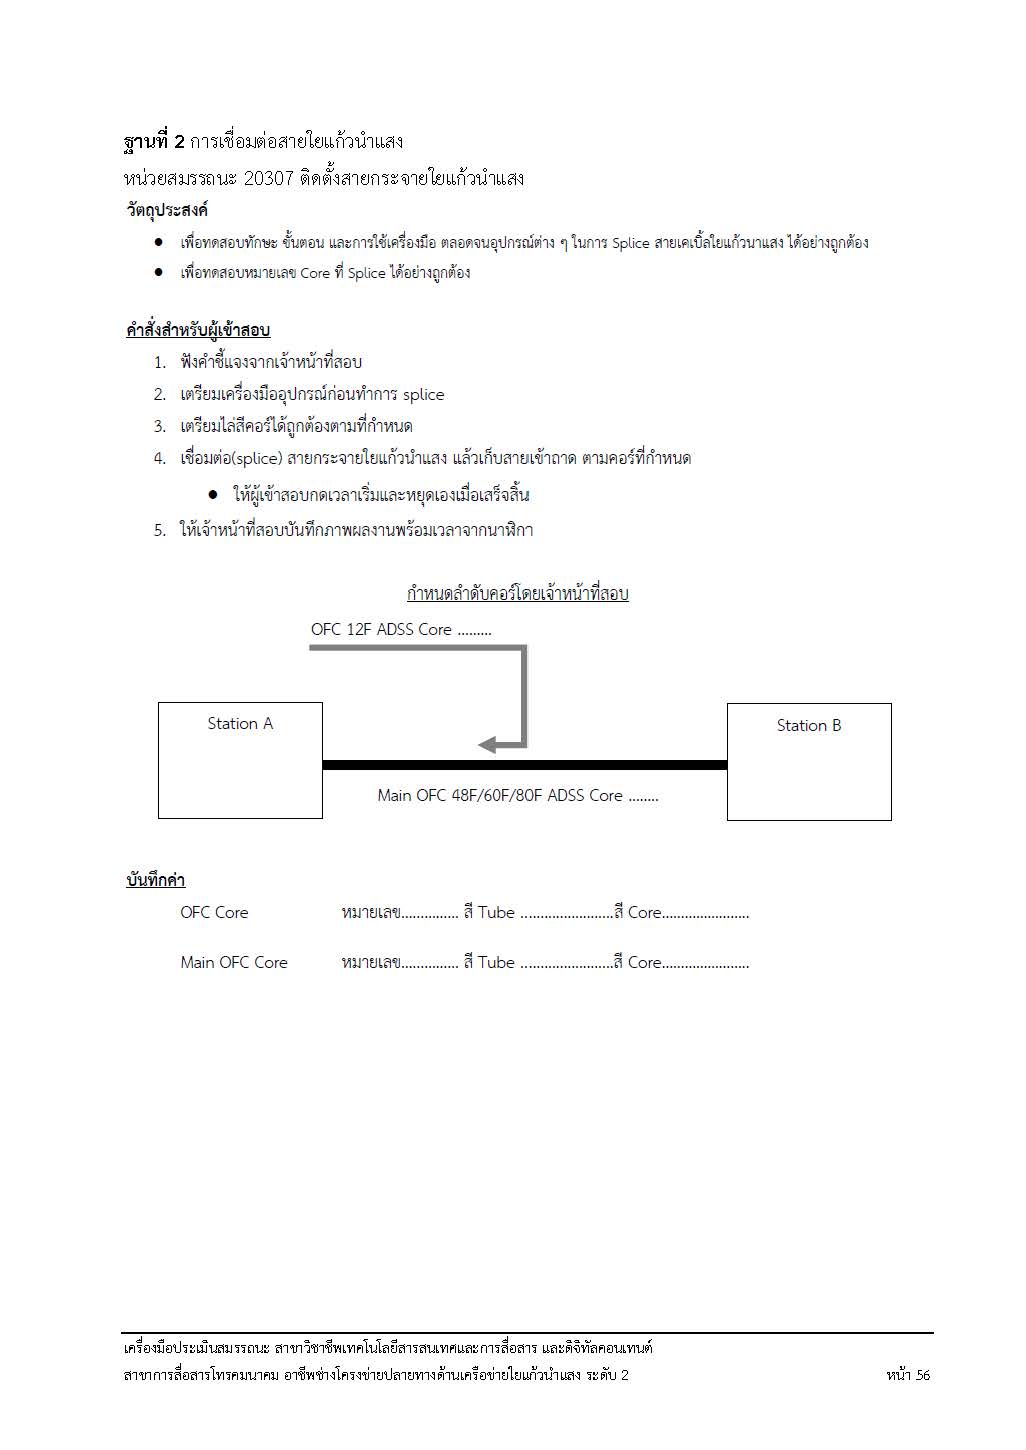 ฐานที่ 2 การเชื่อมต่อสายใยแก้วนำแสง
หน่วยสมรรถนะ 20307 ติดตั้งสายกระจายใยแก้วนำแสง
วัตถุประสงค์
● เพื่อทดสอบทักษะ ขั้นตอน และการใช้เครื่องมือ ตลอดจนอุปกรณ์ต่าง ๆ ในการ Splice สายเคเบิ้ลใยแก้วนาแสง ได้อย่างถูกต้อง
● เพื่อทดสอบหมายเลข Core ที่ Splice ได้อย่างถูกต้อง
คำสั่งสำหรับผู้เข้าสอบ
1. ฟังคำชี้แจงจากเจ้าหน้าที่สอบ
2. เตรียมเครื่องมืออุปกรณ์ก่อนทำการ splice
3. เตรียมไล่สีคอร์ได้ถูกต้องตามที่กำหนด
4. เชื่อมต่อ(splice) สายกระจายใยแก้วนำแสง แล้วเก็บสายเข้าถาด ตามคอร์ที่กำหนด
● ให้ผู้เข้าสอบกดเวลาเริ่มและหยุดเองเมื่อเสร็จสิ้น
5. ให้เจ้าหน้าที่สอบบันทึกภาพผลงานพร้อมเวลาจากนาฬิกา
กำหนดลำดับคอร์โดยเจ้าหน้าที่สอบ
OFC 12F ADSS Core .........
Station A
Station B
Main OFC 48F/60F/80F ADSS Core ........
บันทึกค่า
OFC Core หมายเลข............... สี Tube ........................สี Core.......................
Main OFC Core หมายเลข............... สี Tube ........................สี Core.......................
เครื่องมือประเมินสมรรถนะ สาขาวิชาชีพเทคโนโลยีสารสนเทศและการสื่อสาร และดิจิทัลคอนเทนต์
สาขาการสื่อสารโทรคมนาคม อาชีพช่างโครงข่ายปลายทางด้านเครือข่ายใยแก้วนำแสง ระดับ 2 หน้า 56